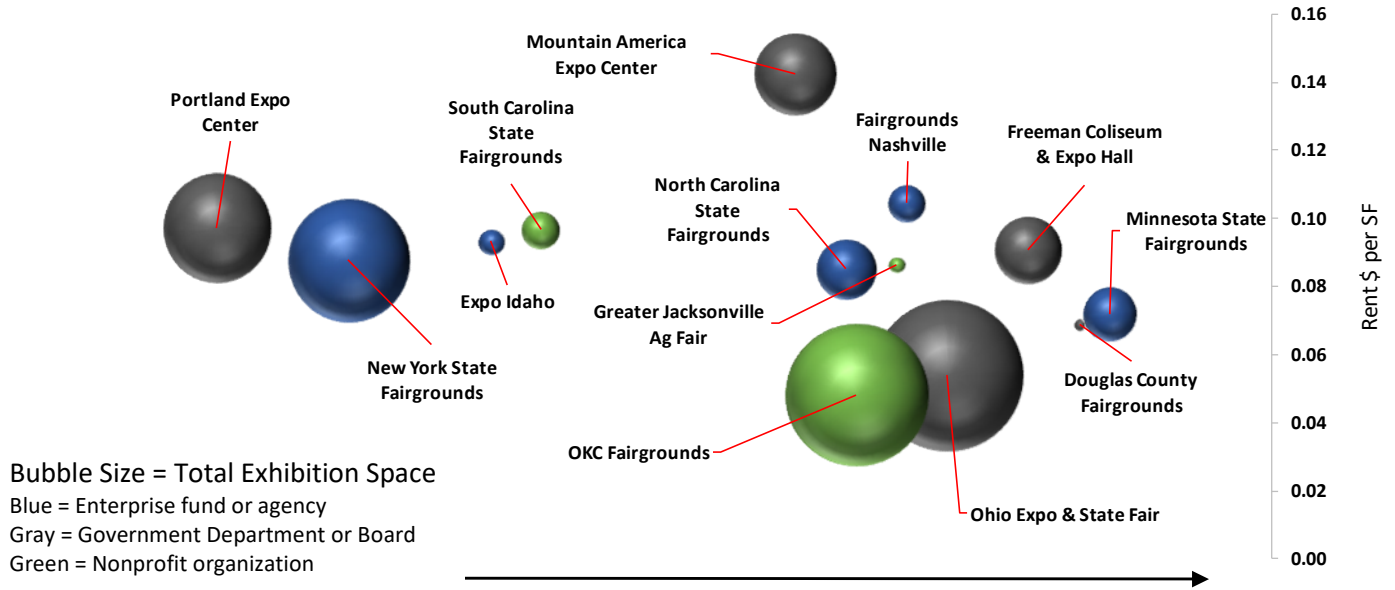 Mountain America
Expo Center
Portland Expo
Center
South Carolina
State
Fairgrounds
Fairgrounds
Nashville
Freeman Coliseum
& Expo Hall
North Carolina
State
Fairgrounds
Minnesota State
Fairgrounds
Expo Idaho
Greater Jacksonville
Ag Fair
New York State
Fairgrounds
Douglas County
Fairgrounds
OKC Fairgrounds
Ohio Expo & State Fair
0.16
0.14
0.12
0.10
0.08
0.06
0.04
0.02
0.00
Rent $ per SF
Bubble Size = Total Exhibition Space
Blue = Enterprise fund or agency
Gray = Government Department or Board
Green = Nonprofit organization